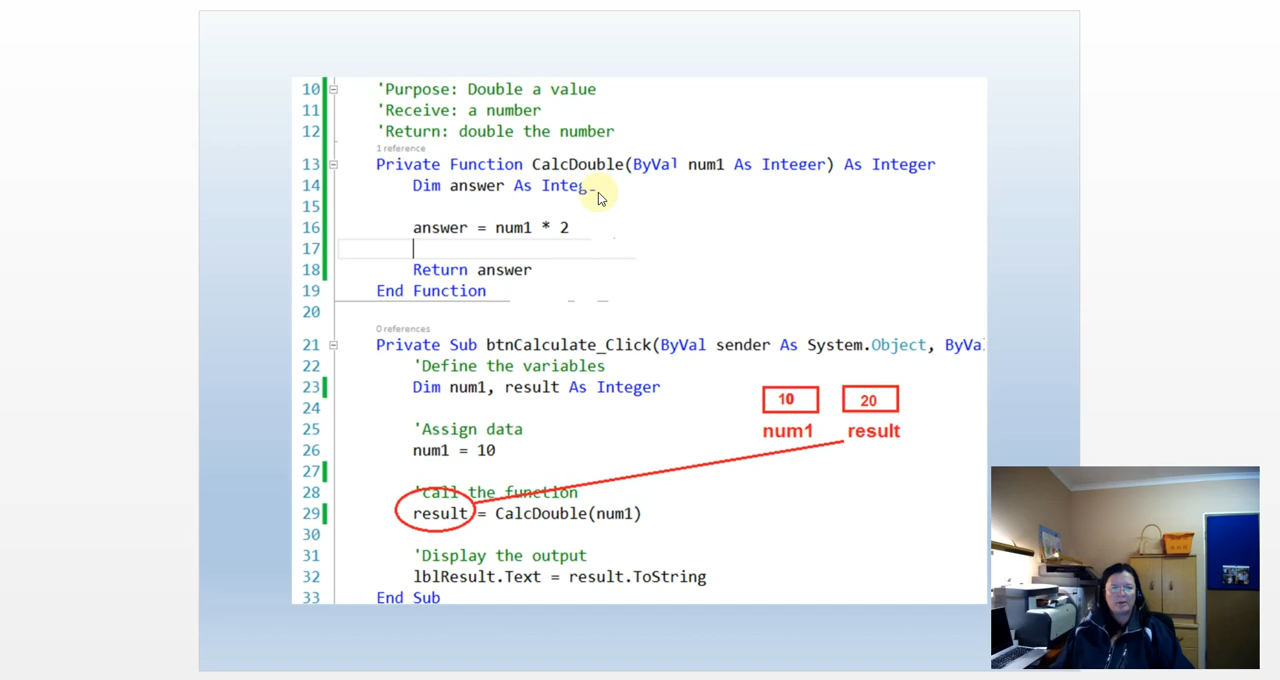 10 'Purpose: Double a value
11 'Receive: a number
12 'Return: double the number
1 reference
13 Private Function CalcDouble(ByVal num1 As Integer) As Integer
14 Dim answer As Integ
15
16 answer = num1 * 2
17
18 Return answer
19 End Function
20
0 references
21 Private Sub btnCalculate_Click(ByVal sender As System.Object, ByVa
22 'Define the variables
23 Dim num1, result As Integer
10 20
24
num1 result
25 'Assign data
26 num1 = 10
27
28 'call the function
29 result = CalcDouble(num1)
30
31 'Display the output
32 lblResult.Text = result.ToString
33 End Sub